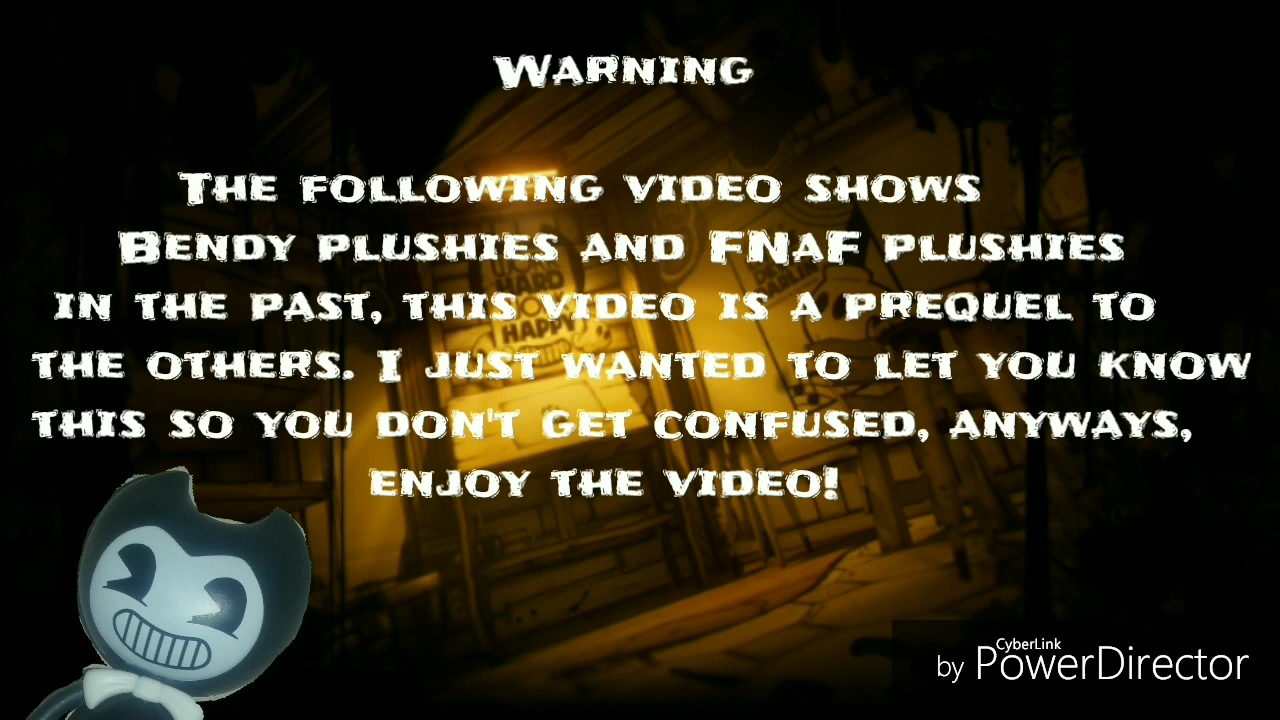 Warning
The following video shows
Bendy plushies and FNaF plushies
in the past, this video is a prequel to
the others. I just wanted to let you know
this so you don't get confused, anyways,
enjoy the video!
HARD
HAPPY
CyberLink
by PowerDirector